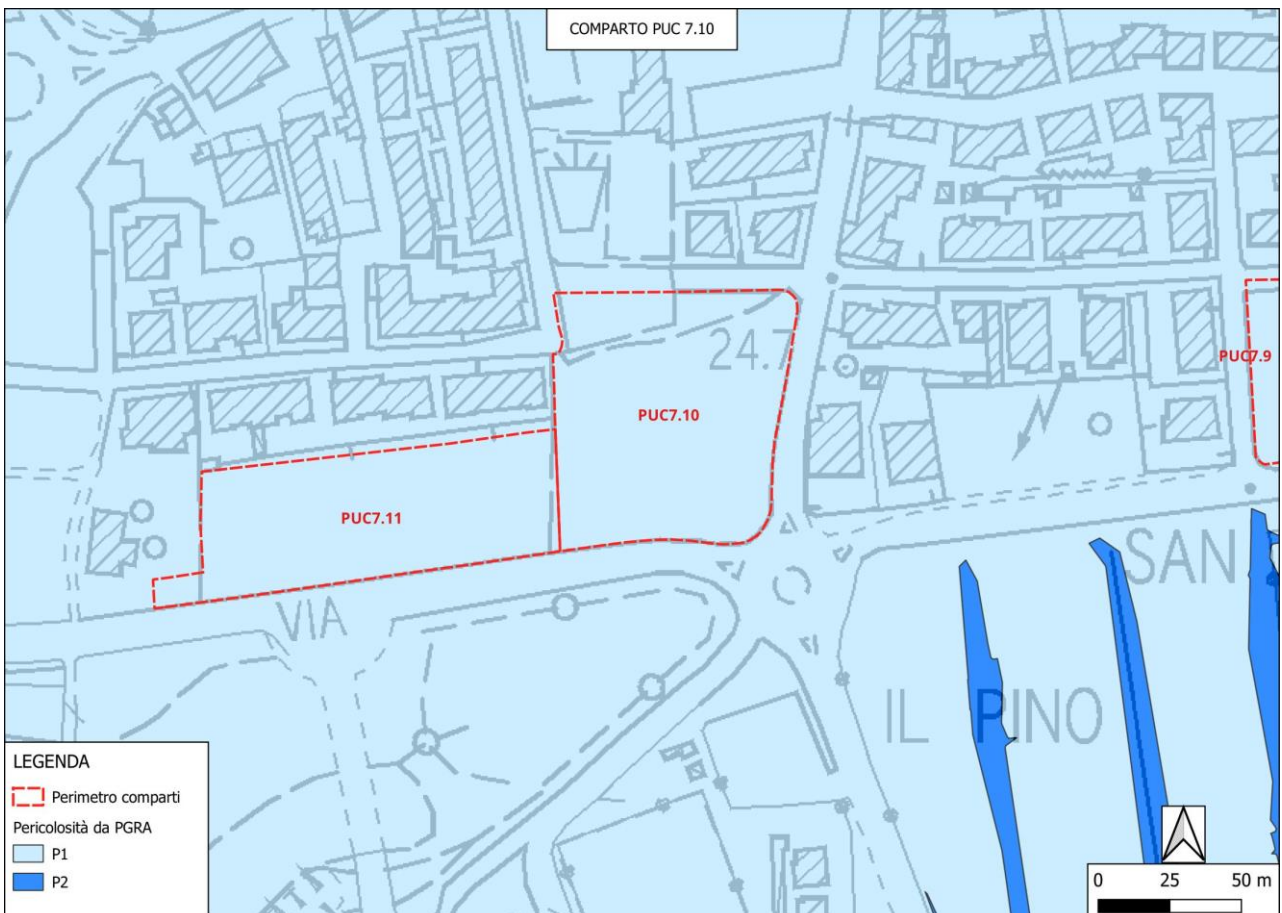 COMPARTO PUC 7.10
24.7
PUC7.9
PUC7.10
PUC7.11
SAN
VIA
IL PINO
LEGENDA
Perimetro comparti
Pericolosità da PGRA
P1
P2
0 25 50 m